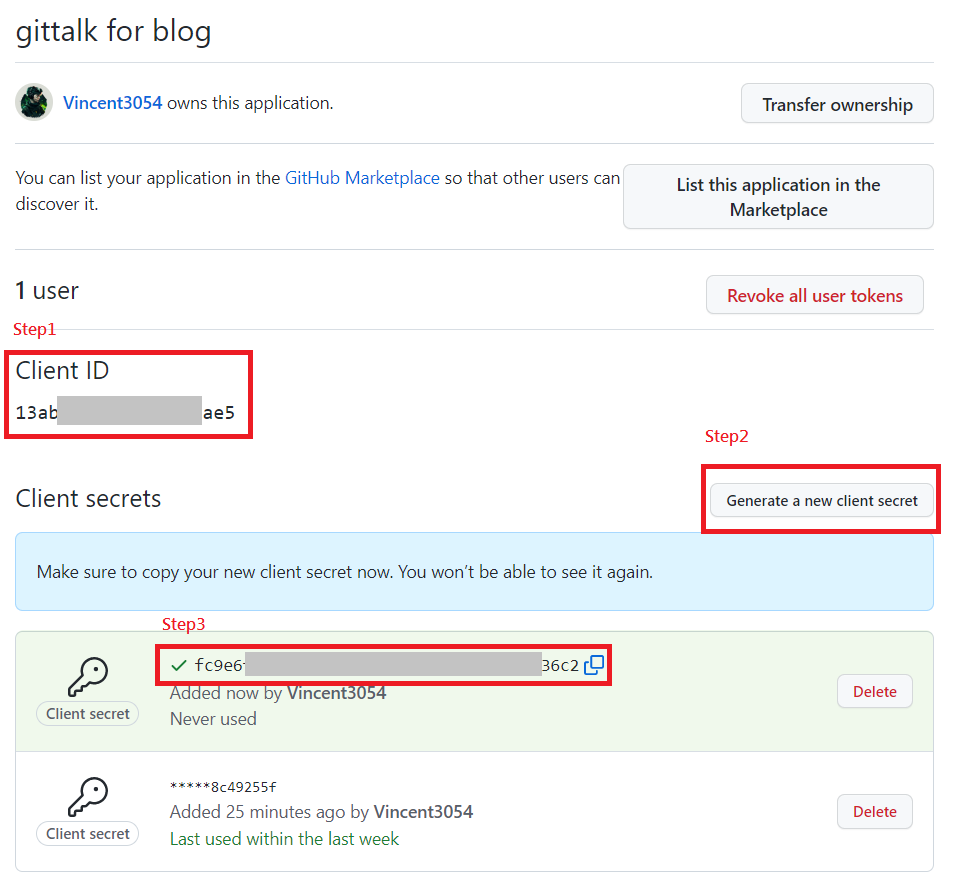 gittalk for blog
Vincent3054 owns this application.
Transfer ownership
You can list your application in the GitHub Marketplace so that other users can
discover it.
List this application in the
Marketplace
1 user
Revoke all user tokens
Step1
Client ID
13ab ae5
Step2
Client secrets
Generate a new client secret
Make sure to copy your new client secret now. You won’t be able to see it again.
Step3
fc9e6 36c2
Client secret
Added now by Vincent3054
Never used
Delete
*****8c49255f
Client secret
Added 25 minutes ago by Vincent3054
Last used within the last week
Delete